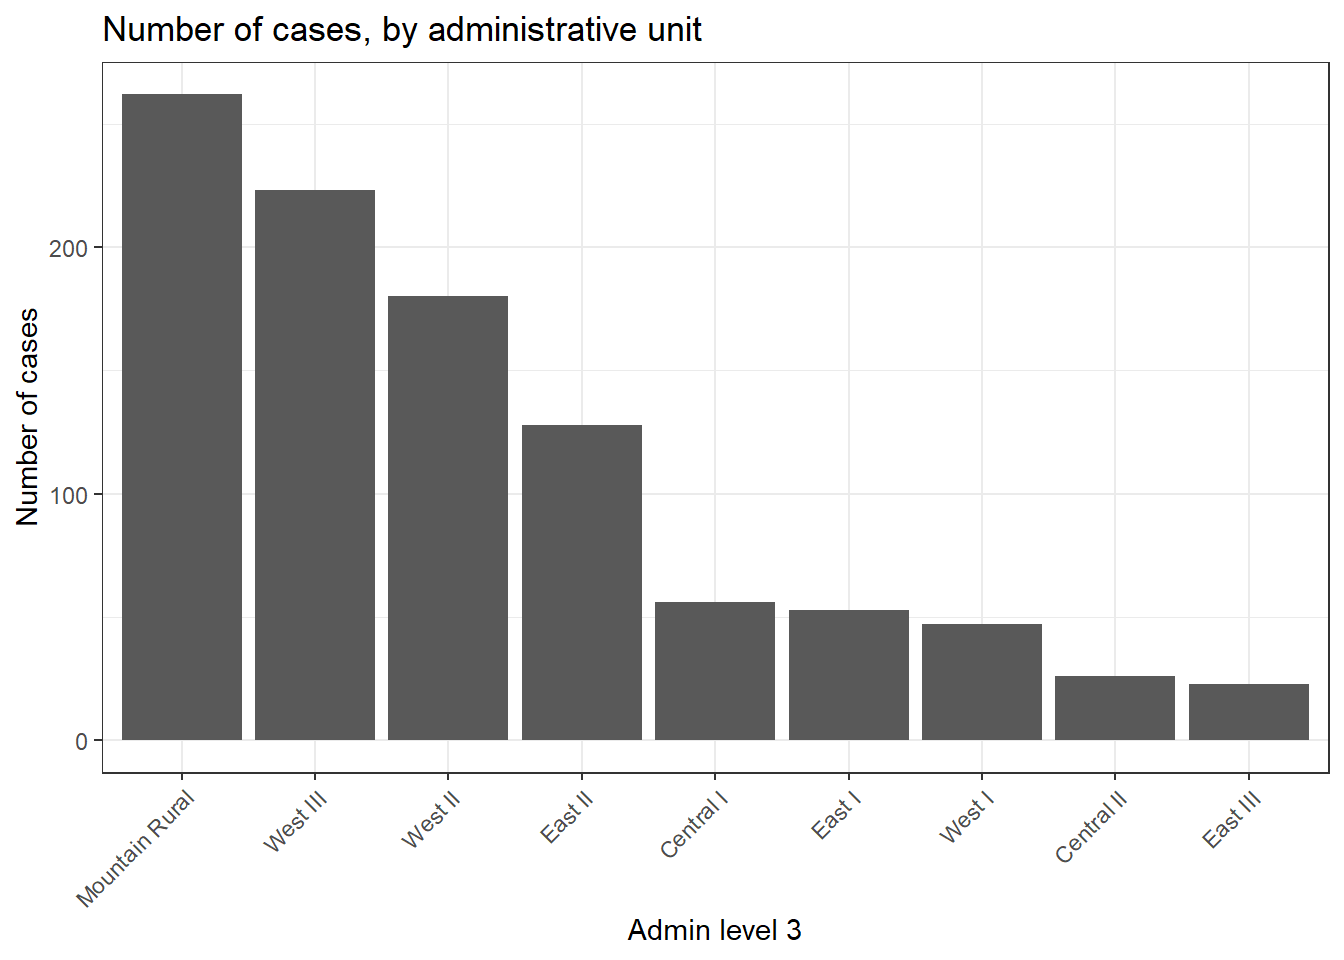 Number of cases, by administrative unit
Number of cases
200
100
0
Mountain Rural
West III
West II
East II
Central I
East I
West I
Central II
East III
Admin level 3